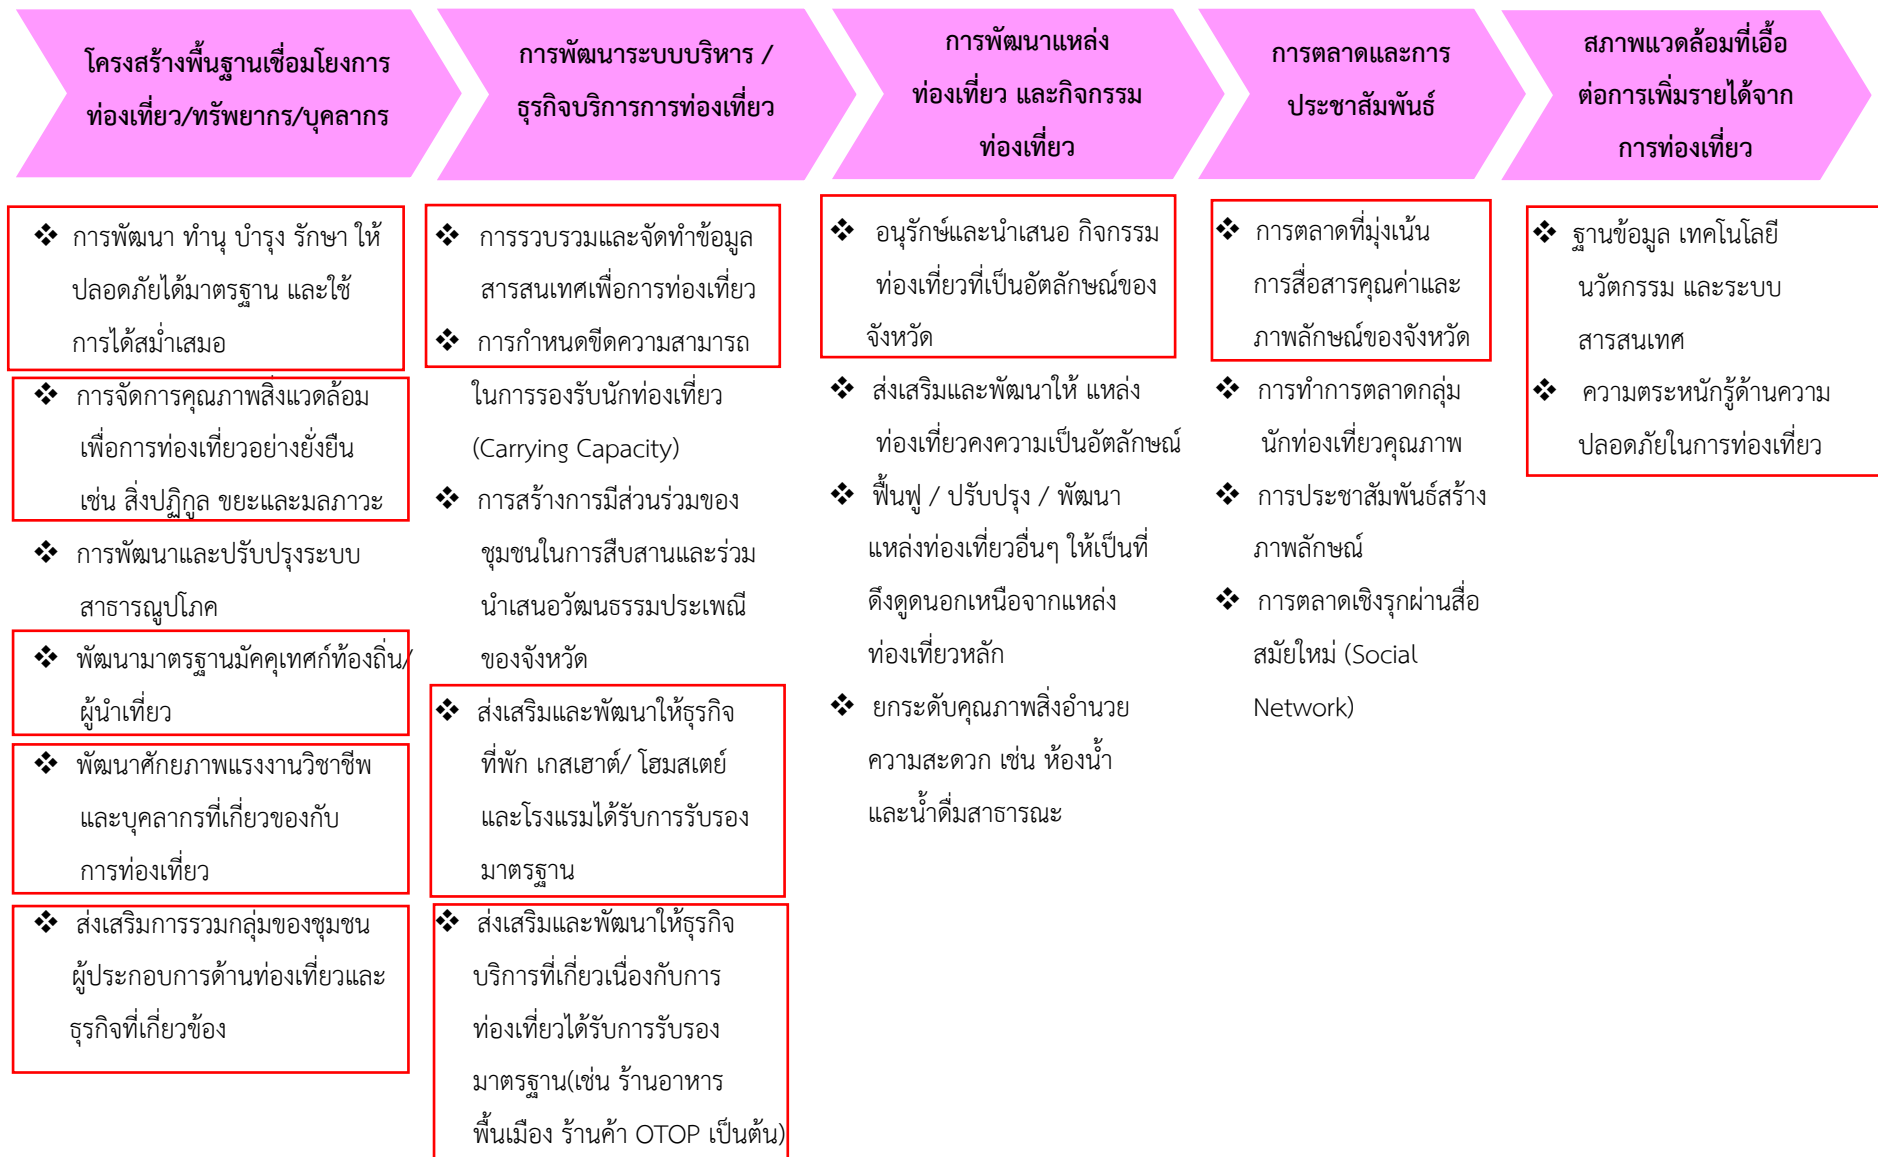 โครงสร้างพื้นฐานเชื่อมโยงการ
ท่องเที่ยว/ทรัพยากร/บุคลากร
การพัฒนาระบบบริหาร /
ธุรกิจบริการการท่องเที่ยว
การพัฒนาแหล่ง
ท่องเที่ยว และกิจกรรม
ท่องเที่ยว
การตลาดและการ
ประชาสัมพันธ์
สภาพแวดล้อมที่เอื้อ
ต่อการเพิ่มรายได้จาก
การท่องเที่ยว
❖ การพัฒนา ทำนุ บำรุง รักษา ให้
ปลอดภัยได้มาตรฐาน และใช้
การได้สม่ำเสมอ
❖ การจัดการคุณภาพสิ่งแวดล้อม
เพื่อการท่องเที่ยวอย่างยั่งยืน
เช่น สิ่งปฏิกูล ขยะและมลภาวะ
❖ การพัฒนาและปรับปรุงระบบ
สาธารณูปโภค
❖ พัฒนามาตรฐานมัคคุเทศก์ท้องถิ่น/
ผู้นำเที่ยว
❖ พัฒนาศักยภาพแรงงานวิชาชีพ
และบุคลากรที่เกี่ยวของกับ
การท่องเที่ยว
❖ ส่งเสริมการรวมกลุ่มของชุมชน
ผู้ประกอบการด้านท่องเที่ยวและ
ธุรกิจที่เกี่ยวข้อง
❖ การรวบรวมและจัดทำข้อมูล
สารสนเทศเพื่อการท่องเที่ยว
❖ การกำหนดขีดความสามารถ
ในการรองรับนักท่องเที่ยว
(Carrying Capacity)
❖ การสร้างการมีส่วนร่วมของ
ชุมชนในการสืบสานและร่วม
นำเสนอวัฒนธรรมประเพณี
ของจังหวัด
❖ ส่งเสริมและพัฒนาให้ธุรกิจ
ที่พัก เกสเฮาต์/ โฮมสเตย์
และโรงแรมได้รับการรับรอง
มาตรฐาน
❖ ส่งเสริมและพัฒนาให้ธุรกิจ
บริการที่เกี่ยวเนื่องกับการ
ท่องเที่ยวได้รับการรับรอง
มาตรฐาน(เช่น ร้านอาหาร
พื้นเมือง ร้านค้า OTOP เป็นต้น)
❖ อนุรักษ์และนำเสนอ กิจกรรม
ท่องเที่ยวที่เป็นอัตลักษณ์ของ
จังหวัด
❖ ส่งเสริมและพัฒนาให้ แหล่ง
ท่องเที่ยวคงความเป็นอัตลักษณ์
❖ ฟื้นฟู / ปรับปรุง / พัฒนา
แหล่งท่องเที่ยวอื่นๆ ให้เป็นที่
ดึงดูดนอกเหนือจากแหล่ง
ท่องเที่ยวหลัก
❖ ยกระดับคุณภาพสิ่งอำนวย
ความสะดวก เช่น ห้องน้ำ
และน้ำดื่มสาธารณะ
❖ การตลาดที่มุ่งเน้น
การสื่อสารคุณค่าและ
ภาพลักษณ์ของจังหวัด
❖ การทำการตลาดกลุ่ม
นักท่องเที่ยวคุณภาพ
❖ การประชาสัมพันธ์สร้าง
ภาพลักษณ์
❖ การตลาดเชิงรุกผ่านสื่อ
สมัยใหม่ (Social
Network)
❖ ฐานข้อมูล เทคโนโลยี
นวัตกรรม และระบบ
สารสนเทศ
❖ ความตระหนักรู้ด้านความ
ปลอดภัยในการท่องเที่ยว